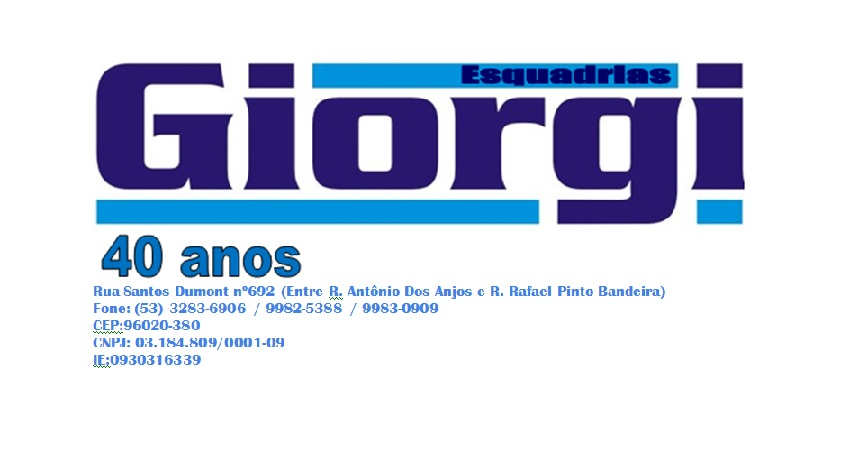 Esquadrias
Giorgi
40 anos
Rua Santos Dumont nº692 (Entre R. Antônio Dos Anjos e R. Rafael Pinto Bandeira)
Fone: (53) 3283-6906 / 9982-5388 / 9983-0909
CEP:96020-380
CNPJ: 03.184.809/0001-09
IE:0930316339